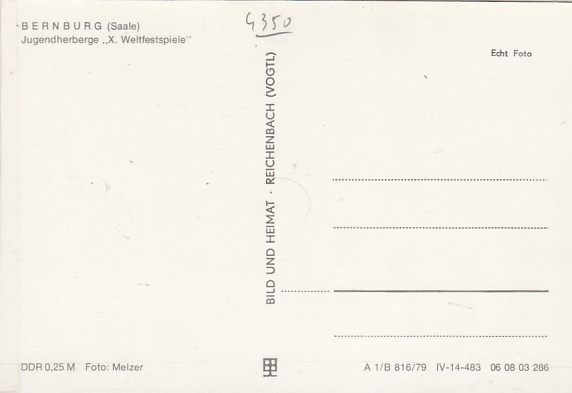 BERNBURG (Saale)
Jugendherberge „X. Weltfestspiele"
4350
Echt Foto
BILD UND HEIMAT · REICHENBACH (VOGTL)
DDR 0,25 M Foto: Melzer
A 1/B 816/79 IV-14-483 06 08 03 286